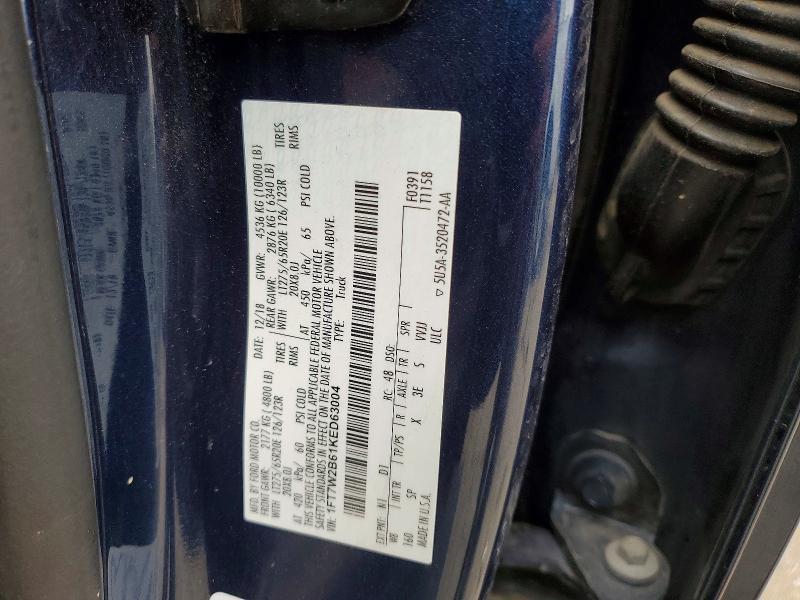 MFD. BY FORD MOTOR CO.
DATE: 12/18 GVWR: 4536 KG (10000 LB)
FRONT GAWR: 2177 KG (4800 LB) REAR GAWR: 2876 KG (6340 LB)
WITH LT275/65R20E 126/123R TIRES WITH LT275/65R20E 126/123R TIRES
20X8.0J RIMS 20X8.0J RIMS
AT 420 kPa/ 60 PSI COLD AT 450 kPa/ 65 PSI COLD
THIS VEHICLE CONFORMS TO ALL APPLICABLE FEDERAL MOTOR VEHICLE
SAFETY STANDARDS IN EFFECT ON THE DATE OF MANUFACTURE SHOWN ABOVE.
VIN: 1FT7W2B61KED63004 TYPE: Truck
EXT PNT: N1 D1 RC: 48 DSO: F0391
WB INT TR TP/PS R AXLE TR SPR T1158
160 SP X 3E S VVJJ
MADE IN U.S.A. ULC
5U5A-3520472-AA